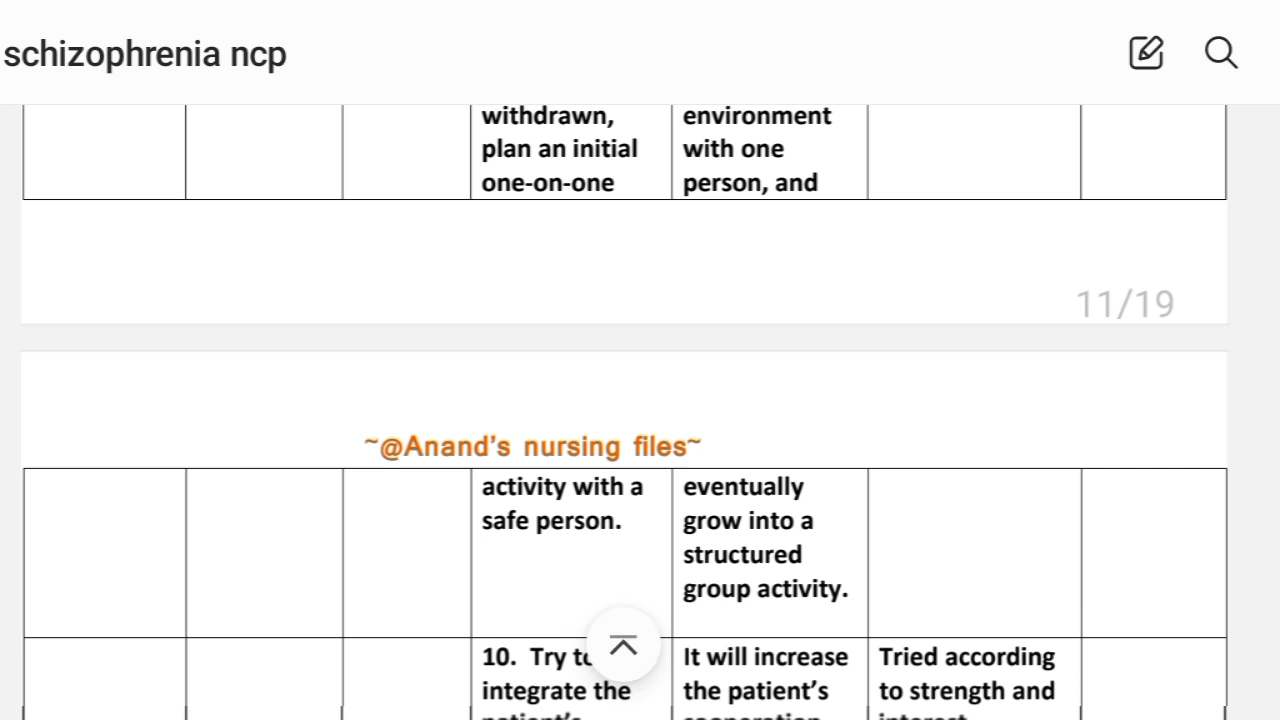 schizophrenia ncp
withdrawn,
plan an initial
one-on-one
environment
with one
person, and
11/19
~@Anand's nursing files~
activity with a
safe person.
eventually
grow into a
structured
group activity.
10. Try
integrate the
It will increase
the patient's
Tried according
to strength and